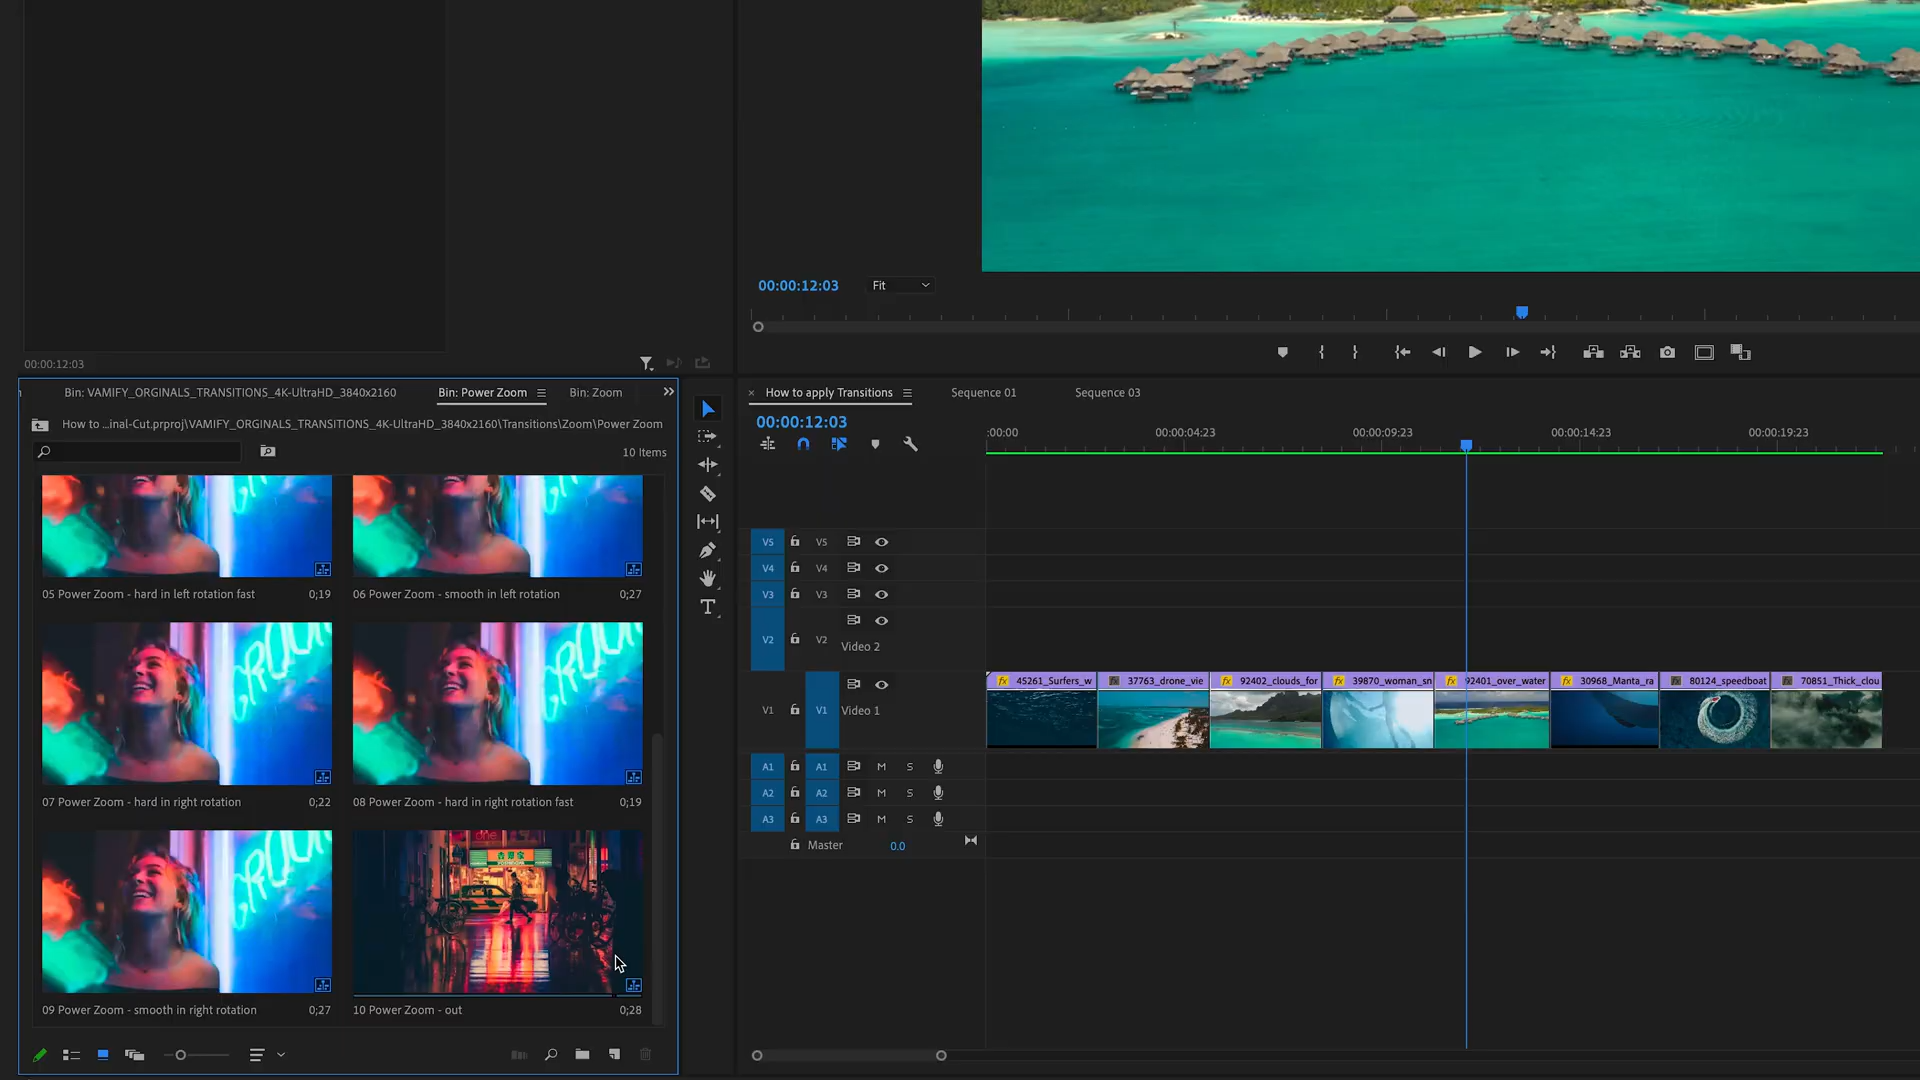 00:00:12:03
Fit
00:00:12:03
Bin: VAMIFY_ORGINALS_TRANSITIONS_4K-UltraHD_3840x2160
Bin: Power Zoom
Bin: Zoom
How to ...inal-Cut.prproj\VAMIFY_ORGINALS_TRANSITIONS_4K-UltraHD_3840x2160\Transitions\Zoom\Power Zoom
10 Items
05 Power Zoom - hard in left rotation fast
0;19
06 Power Zoom - smooth in left rotation
0;27
07 Power Zoom - hard in right rotation
0;22
08 Power Zoom - hard in right rotation fast
0;19
09 Power Zoom - smooth in right rotation
0;27
10 Power Zoom - out
0;28
How to apply Transitions
Sequence 01
Sequence 03
00:00:12:03
:00:00
00:00:04:23
00:00:09:23
00:00:14:23
00:00:19:23
V5 V5
V4 V4
V3 V3
V2 V2
Video 2
45261_Surfers_w
37763_drone_vie
92402_clouds_for
39870_woman_sn
92401_over_water
30968_Manta_ra
80124_speedboat
70851_Thick_clou
V1 V1 Video 1
A1 A1 M S
A2 A2 M S
A3 A3 M S
Master 0.0